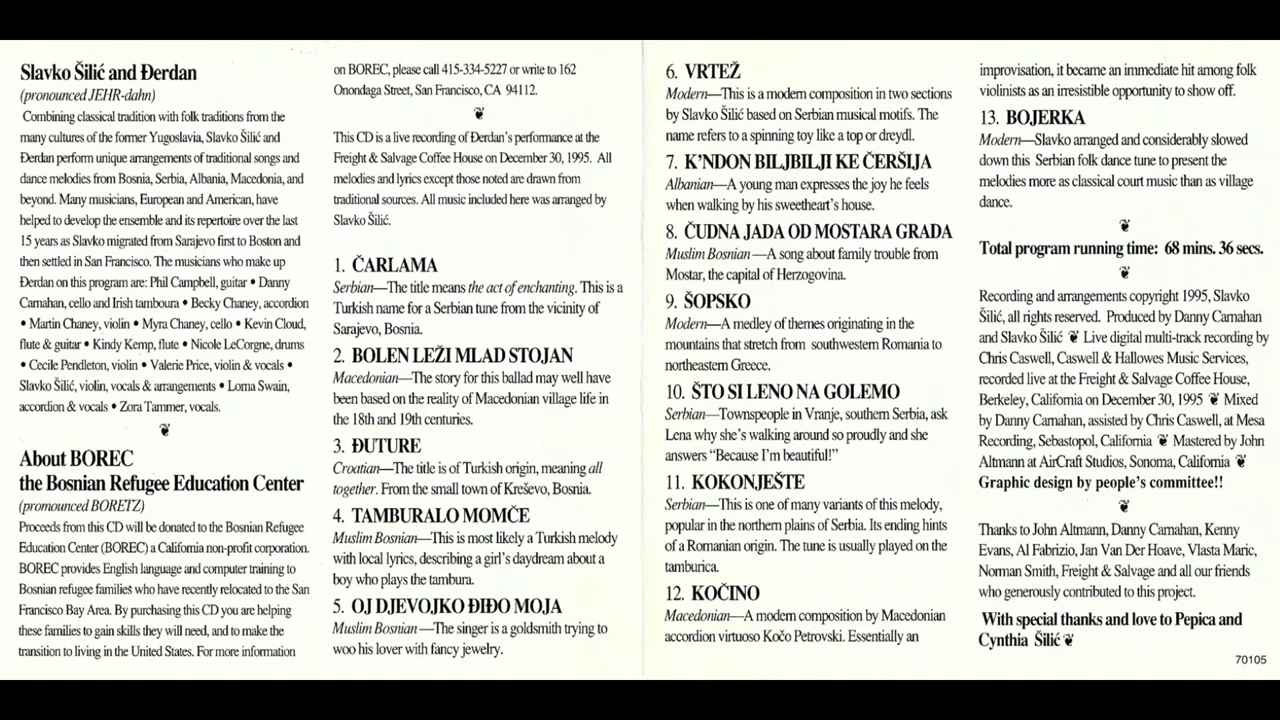 Slavko Šilić and Đerdan
(pronounced JEHR-dahn)
Combining classical tradition with folk traditions from the
many cultures of the former Yugoslavia, Slavko Šilić and
Đerdan perform unique arrangements of traditional songs and
dance melodies from Bosnia, Serbia, Albania, Macedonia, and
beyond. Many musicians, European and American, have
helped to develop the ensemble and its repertoire over the last
15 years as Slavko migrated from Sarajevo first to Boston and
then settled in San Francisco. The musicians who make up
Đerdan on this program are: Phil Campbell, guitar • Danny
Carnahan, cello and Irish tamboura • Becky Chaney, accordion
• Martin Chaney, violin • Myra Chaney, cello • Kevin Cloud,
flute & guitar • Kindy Kemp, flute • Nicole LeCorgne, drums
• Cecile Pendleton, violin • Valerie Price, violin & vocals •
Slavko Šilić, violin, vocals & arrangements • Lorna Swain,
accordion & vocals • Zora Tammer, vocals.
❦
About BOREC
the Bosnian Refugee Education Center
(pronounced BORETZ)
Proceeds from this CD will be donated to the Bosnian Refugee
Education Center (BOREC) a California non-profit corporation.
BOREC provides English language and computer training to
Bosnian refugee families who have recently relocated to the San
Francisco Bay Area. By purchasing this CD you are helping
these families to gain skills they will need, and to make the
transition to living in the United States. For more information
on BOREC, please call 415-334-5227 or write to 162
Onondaga Street, San Francisco, CA 94112.
❦
This CD is a live recording of Đerdan's performance at the
Freight & Salvage Coffee House on December 30, 1995. All
melodies and lyrics except those noted are drawn from
traditional sources. All music included here was arranged by
Slavko Šilić.
1. ČARLAMA
Serbian—The title means the act of enchanting. This is a
Turkish name for a Serbian tune from the vicinity of
Sarajevo, Bosnia.
2. BOLEN LEŽI MLAD STOJAN
Macedonian—The story for this ballad may well have
been based on the reality of Macedonian village life in
the 18th and 19th centuries.
3. ĐUTURE
Croatian—The title is of Turkish origin, meaning all
together. From the small town of Kreševo, Bosnia.
4. TAMBURALO MOMČE
Muslim Bosnian—This is most likely a Turkish melody
with local lyrics, describing a girl's daydream about a
boy who plays the tambura.
5. OJ DJEVOJKO ĐIĐO MOJA
Muslim Bosnian—The singer is a goldsmith trying to
woo his lover with fancy jewelry.
6. VRTEŽ
Modern—This is a modern composition in two sections
by Slavko Šilić based on Serbian musical motifs. The
name refers to a spinning toy like a top or dreydl.
7. K'NDON BILJBILJI KE ČERŠIJA
Albanian—A young man expresses the joy he feels
when walking by his sweetheart's house.
8. ČUDNA JADA OD MOSTARA GRADA
Muslim Bosnian—A song about family trouble from
Mostar, the capital of Herzogovina.
9. ŠOPSKO
Modern—A medley of themes originating in the
mountains that stretch from southwestern Romania to
northeastern Greece.
10. ŠTO SI LENO NA GOLEMO
Serbian—Townspeople in Vranje, southern Serbia, ask
Lena why she's walking around so proudly and she
answers "Because I'm beautiful!"
11. KOKONJEŠTE
Serbian—This is one of many variants of this melody,
popular in the northern plains of Serbia. Its ending hints
of a Romanian origin. The tune is usually played on the
tamburica.
12. KOČINO
Macedonian—A modern composition by Macedonian
accordion virtuoso Kočo Petrovski. Essentially an
improvisation, it became an immediate hit among folk
violinists as an irresistible opportunity to show off.
13. BOJERKA
Modern—Slavko arranged and considerably slowed
down this Serbian folk dance tune to present the
melodies more as classical court music than as village
dance.
❦
Total program running time: 68 mins. 36 secs.
❦
Recording and arrangements copyright 1995, Slavko
Šilić, all rights reserved. Produced by Danny Carnahan
and Slavko Šilić ❦ Live digital multi-track recording by
Chris Caswell, Caswell & Hallowes Music Services,
recorded live at the Freight & Salvage Coffee House,
Berkeley, California on December 30, 1995 ❦ Mixed
by Danny Carnahan, assisted by Chris Caswell, at Mesa
Recording, Sebastopol, California ❦ Mastered by John
Altmann at AirCraft Studios, Sonoma, California ❦
Graphic design by people's committee!!
❦
Thanks to John Altmann, Danny Carnahan, Kenny
Evans, Al Fabrizio, Jan Van Der Hoave, Vlasta Maric,
Norman Smith, Freight & Salvage and all our friends
who generously contributed to this project.
With special thanks and love to Pepica and
Cynthia Šilić ❦
70105